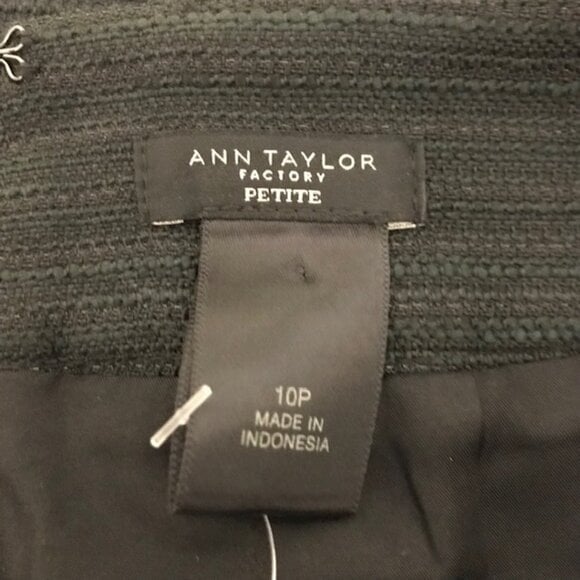 ANN TAYLOR
FACTORY
PETITE
10P
MADE IN
INDONESIA